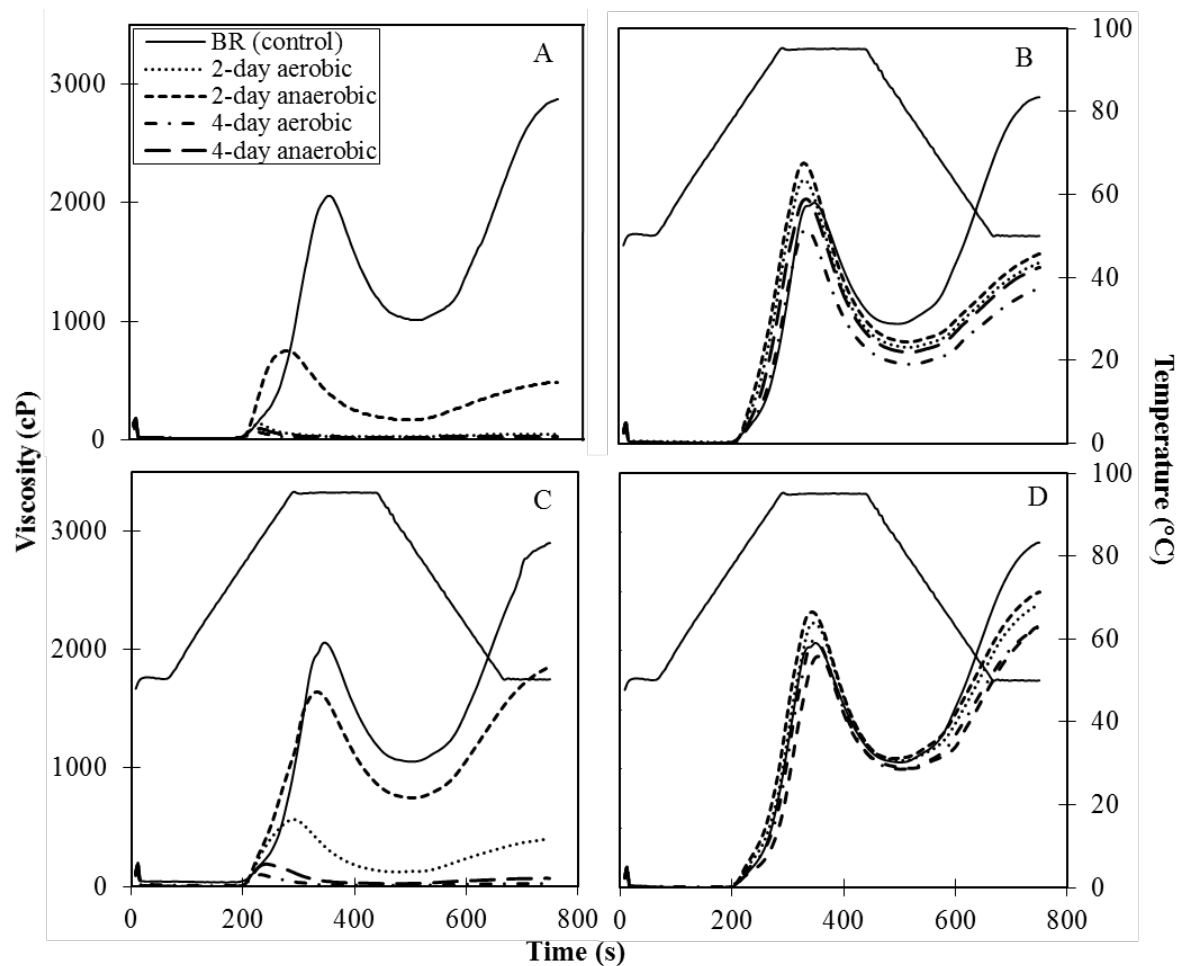 BR (control)
2-day aerobic
2-day anaerobic
4-day aerobic
4-day anaerobic
A
3000
2000
1000
0
B
100
80
60
40
20
0
C
3000
2000
1000
0
0
200
400
600
800
D
100
80
60
40
20
0
0
200
400
600
800
Viscosity (cP)
Temperature (°C)
Time (s)